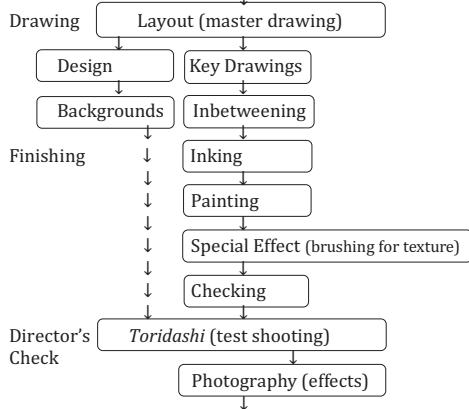 Drawing Layout (master drawing)
Design Key Drawings
Backgrounds Inbetweening
Finishing Inking
Painting
Special Effect (brushing for texture)
Checking
Director's Toridashi (test shooting)
Check
Photography (effects)